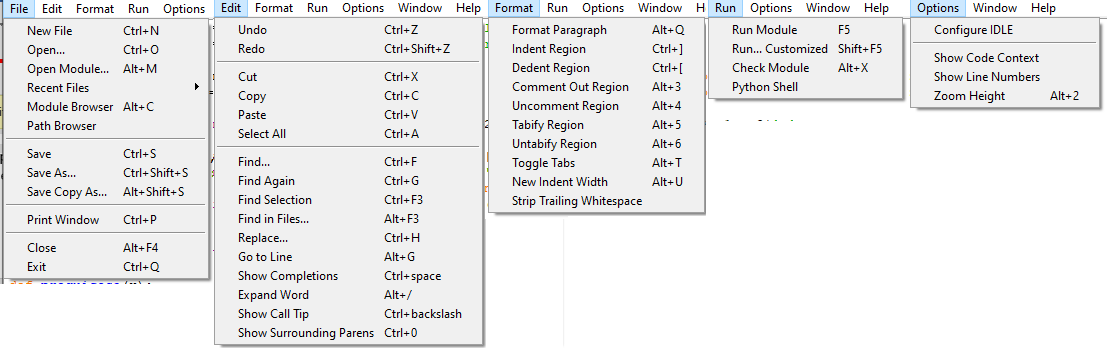 File Edit Format Run Options
New File Ctrl+N
Open... Ctrl+O
Open Module... Alt+M
Recent Files
Module Browser Alt+C
Path Browser
Save Ctrl+S
Save As... Ctrl+Shift+S
Save Copy As... Alt+Shift+S
Print Window Ctrl+P
Close Alt+F4
Exit Ctrl+Q
Edit Format Run Options Window Help
Undo Ctrl+Z
Redo Ctrl+Shift+Z
Cut Ctrl+X
Copy Ctrl+C
Paste Ctrl+V
Select All Ctrl+A
Find... Ctrl+F
Find Again Ctrl+G
Find Selection Ctrl+F3
Find in Files... Alt+F3
Replace... Ctrl+H
Go to Line Alt+G
Show Completions Ctrl+space
Expand Word Alt+/
Show Call Tip Ctrl+backslash
Show Surrounding Parens Ctrl+0
Format Run Options Window H
Format Paragraph Alt+Q
Indent Region Ctrl+]
Dedent Region Ctrl+[
Comment Out Region Alt+3
Uncomment Region Alt+4
Tabify Region Alt+5
Untabify Region Alt+6
Toggle Tabs Alt+T
New Indent Width Alt+U
Strip Trailing Whitespace
Run Options Window Help
Run Module F5
Run... Customized Shift+F5
Check Module Alt+X
Python Shell
Options Window Help
Configure IDLE
Show Code Context
Show Line Numbers
Zoom Height Alt+2